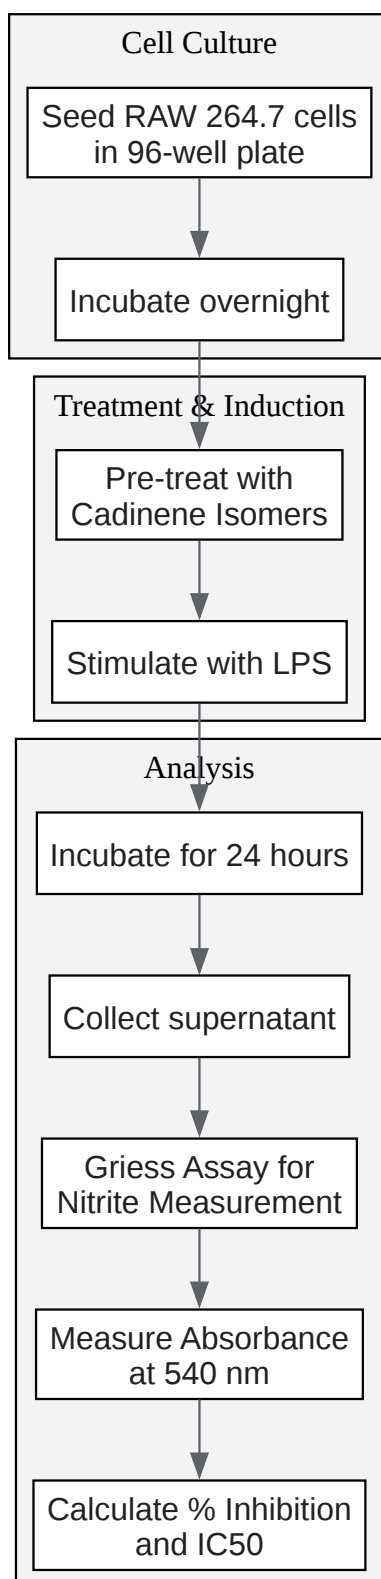 Cell Culture
Seed RAW 264.7 cells
in 96-well plate
Incubate overnight
Treatment & Induction
Pre-treat with
Cadinene Isomers
Stimulate with LPS
Analysis
Incubate for 24 hours
Collect supernatant
Griess Assay for
Nitrite Measurement
Measure Absorbance
at 540 nm
Calculate % Inhibition
and IC50